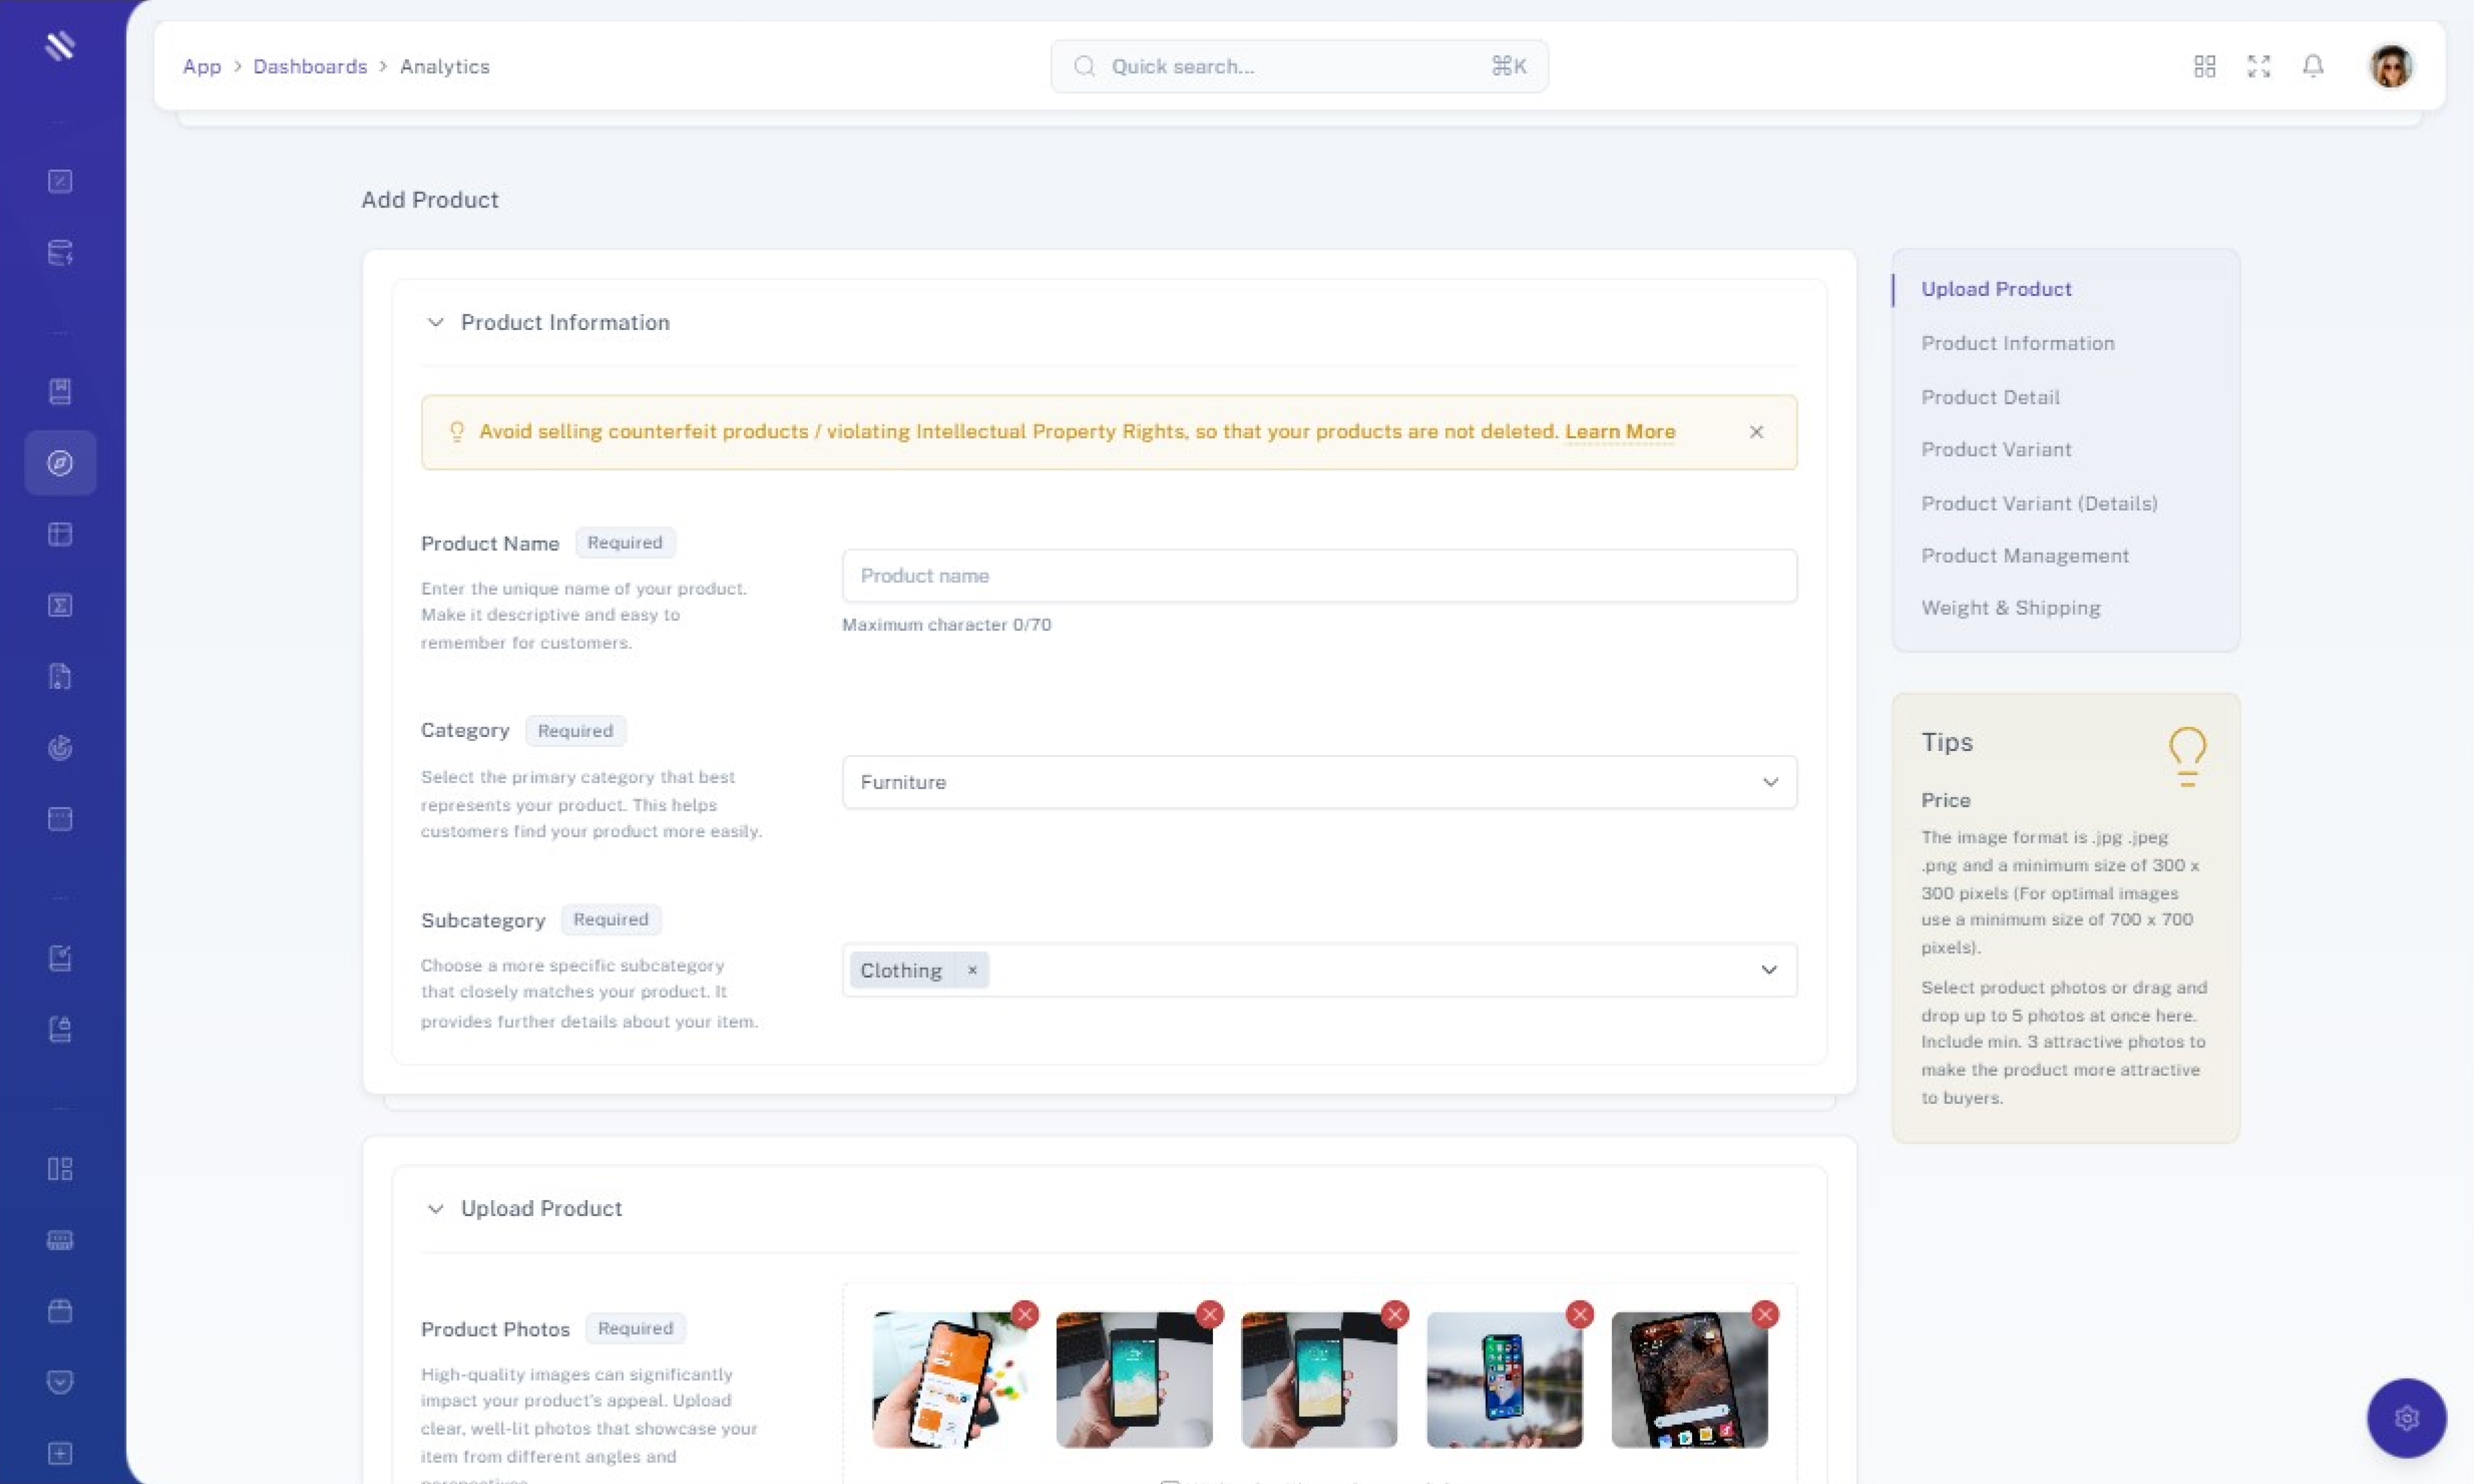 App > Dashboards > Analytics
Quick search...
⌘K
Add Product
Product Information
Avoid selling counterfeit products / violating Intellectual Property Rights, so that your products are not deleted. Learn More
Product Name Required
Enter the unique name of your product.
Make it descriptive and easy to
remember for customers.
Product name
Maximum character 0/70
Category Required
Select the primary category that best
represents your product. This helps
customers find your product more easily.
Furniture
Subcategory Required
Choose a more specific subcategory
that closely matches your product. It
provides further details about your item.
Clothing ×
Upload Product
Product Photos Required
High-quality images can significantly
impact your product's appeal. Upload
clear, well-lit photos that showcase your
item from different angles and
Upload Product
Product Information
Product Detail
Product Variant
Product Variant (Details)
Product Management
Weight & Shipping
Tips
Price
The image format is .jpg .jpeg
.png and a minimum size of 300 x
300 pixels (For optimal images
use a minimum size of 700 x 700
pixels).
Select product photos or drag and
drop up to 5 photos at once here.
Include min. 3 attractive photos to
make the product more attractive
to buyers.